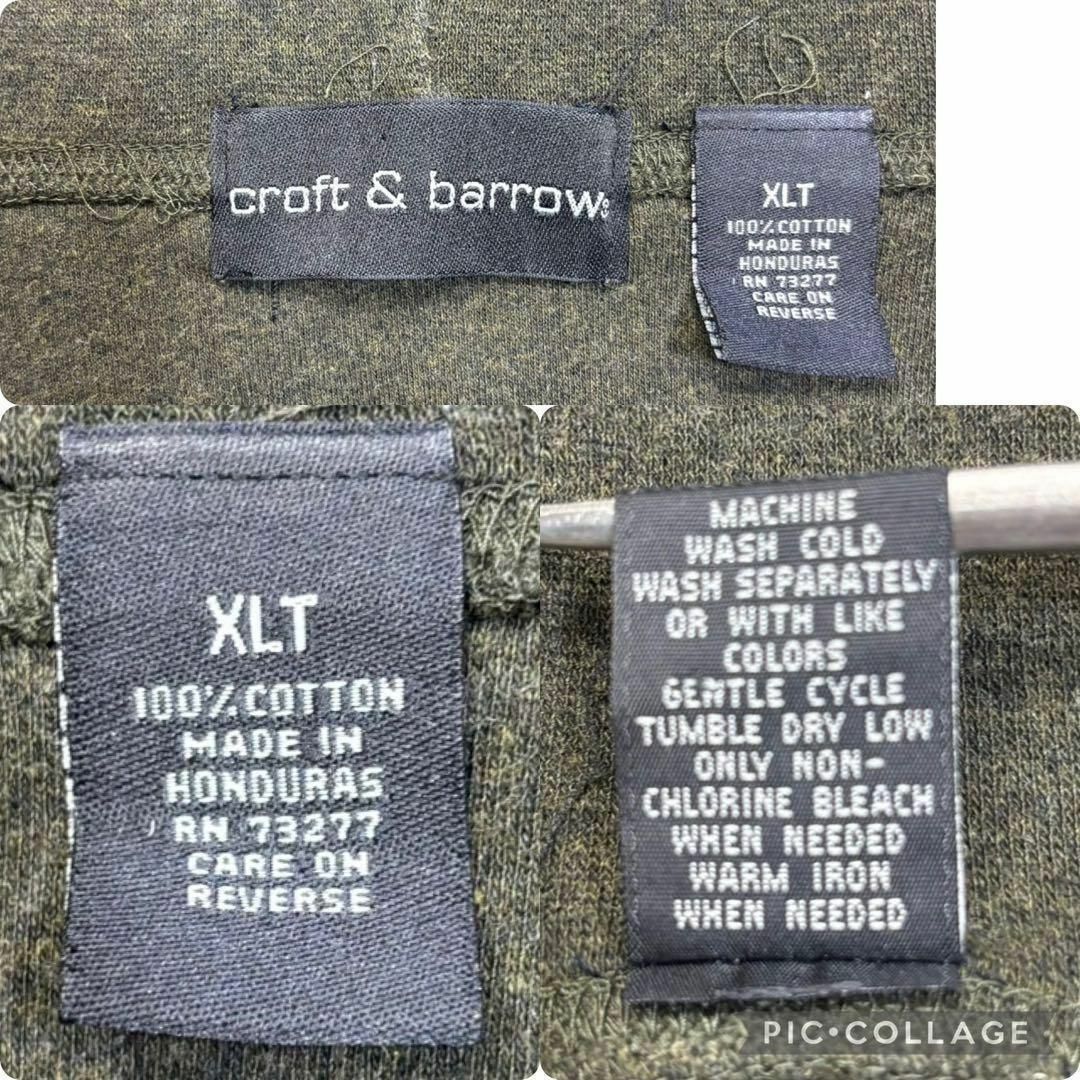 croft & barrow
XLT
100% COTTON
MADE IN
HONDURAS
RN 73277
CARE ON
REVERSE
XLT
100% COTTON
MADE IN
HONDURAS
RN 73277
CARE ON
REVERSE
MACHINE
WASH COLD
WASH SEPARATELY
OR WITH LIKE
COLORS
GENTLE CYCLE
TUMBLE DRY LOW
ONLY NON-
CHLORINE BLEACH
WHEN NEEDED
WARM IRON
WHEN NEEDED
PIC•COLLAGE